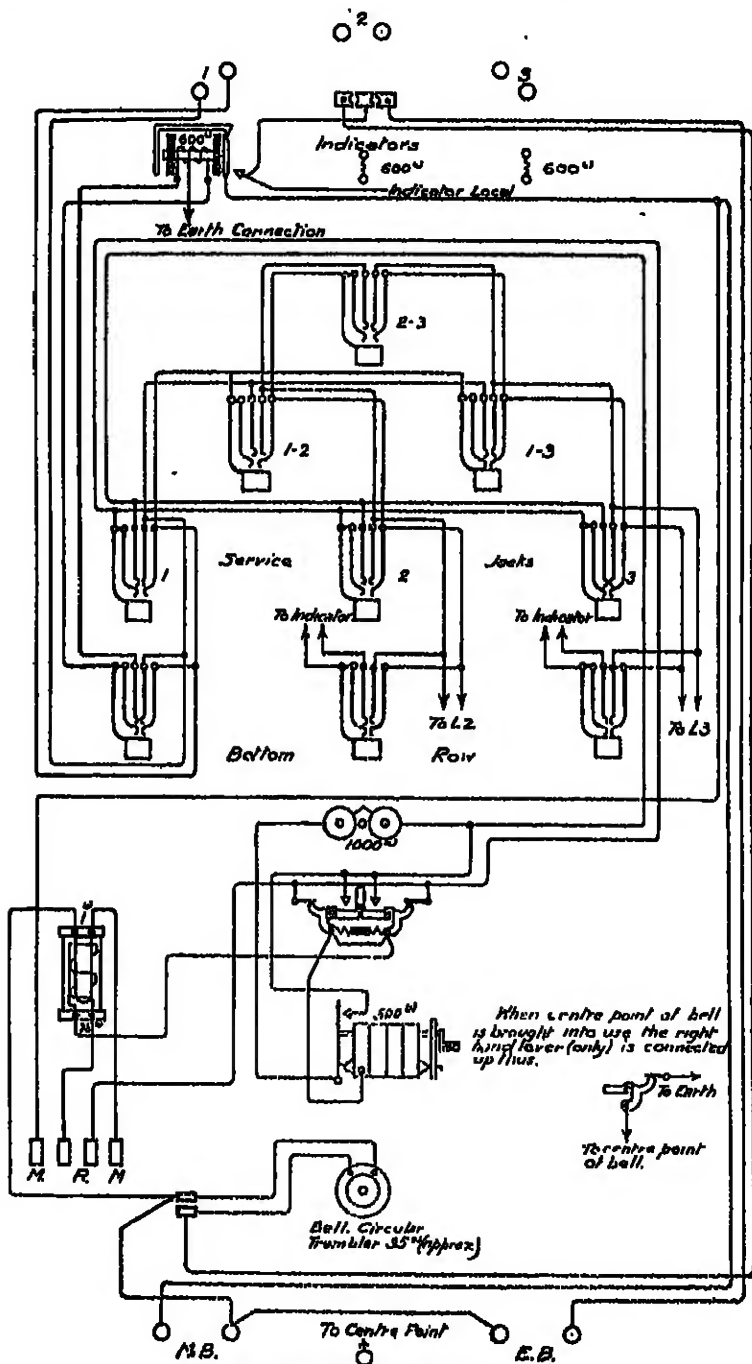 2
1
3
600ω
Indicators
600ω
600ω
Indicator Local
To Earth Connection
2-3
1-2
1-3
1
Service
2
Jacks
3
To Indicator
To Indicator
To L2
To L3
Bottom
Row
1000ω
1ω
500ω
When centre point of bell
is brought into use the right
hand lever (only) is connected
up thus.
To Earth
To centre point
of bell.
M.
R.
M
Bell. Circular
Trembler 35ω (approx)
M.B.
To Centre Point
E.B.